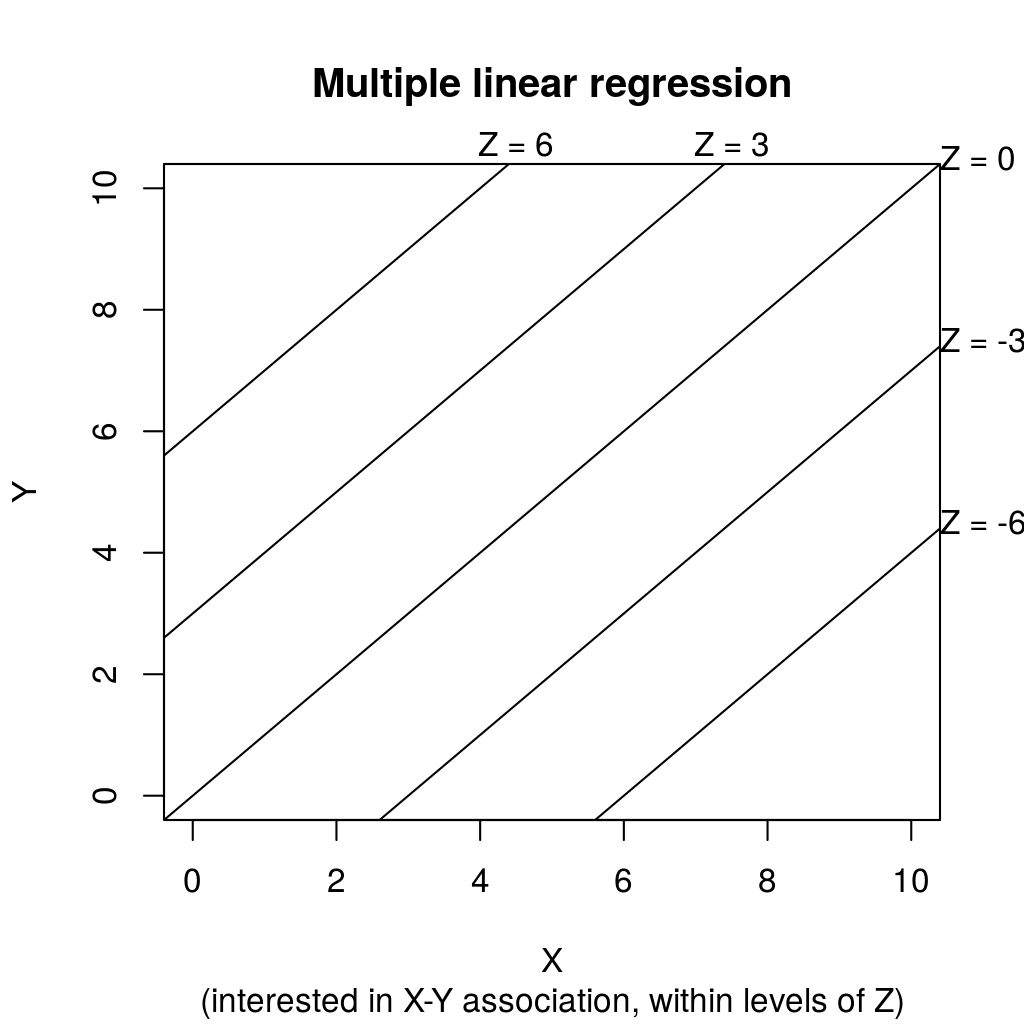 Multiple linear regression
Z = 6
Z = 3
Z = 0
Z = -3
Z = -6
10
8
6
4
2
0
Y
0 2 4 6 8 10
X
(interested in X-Y association, within levels of Z)